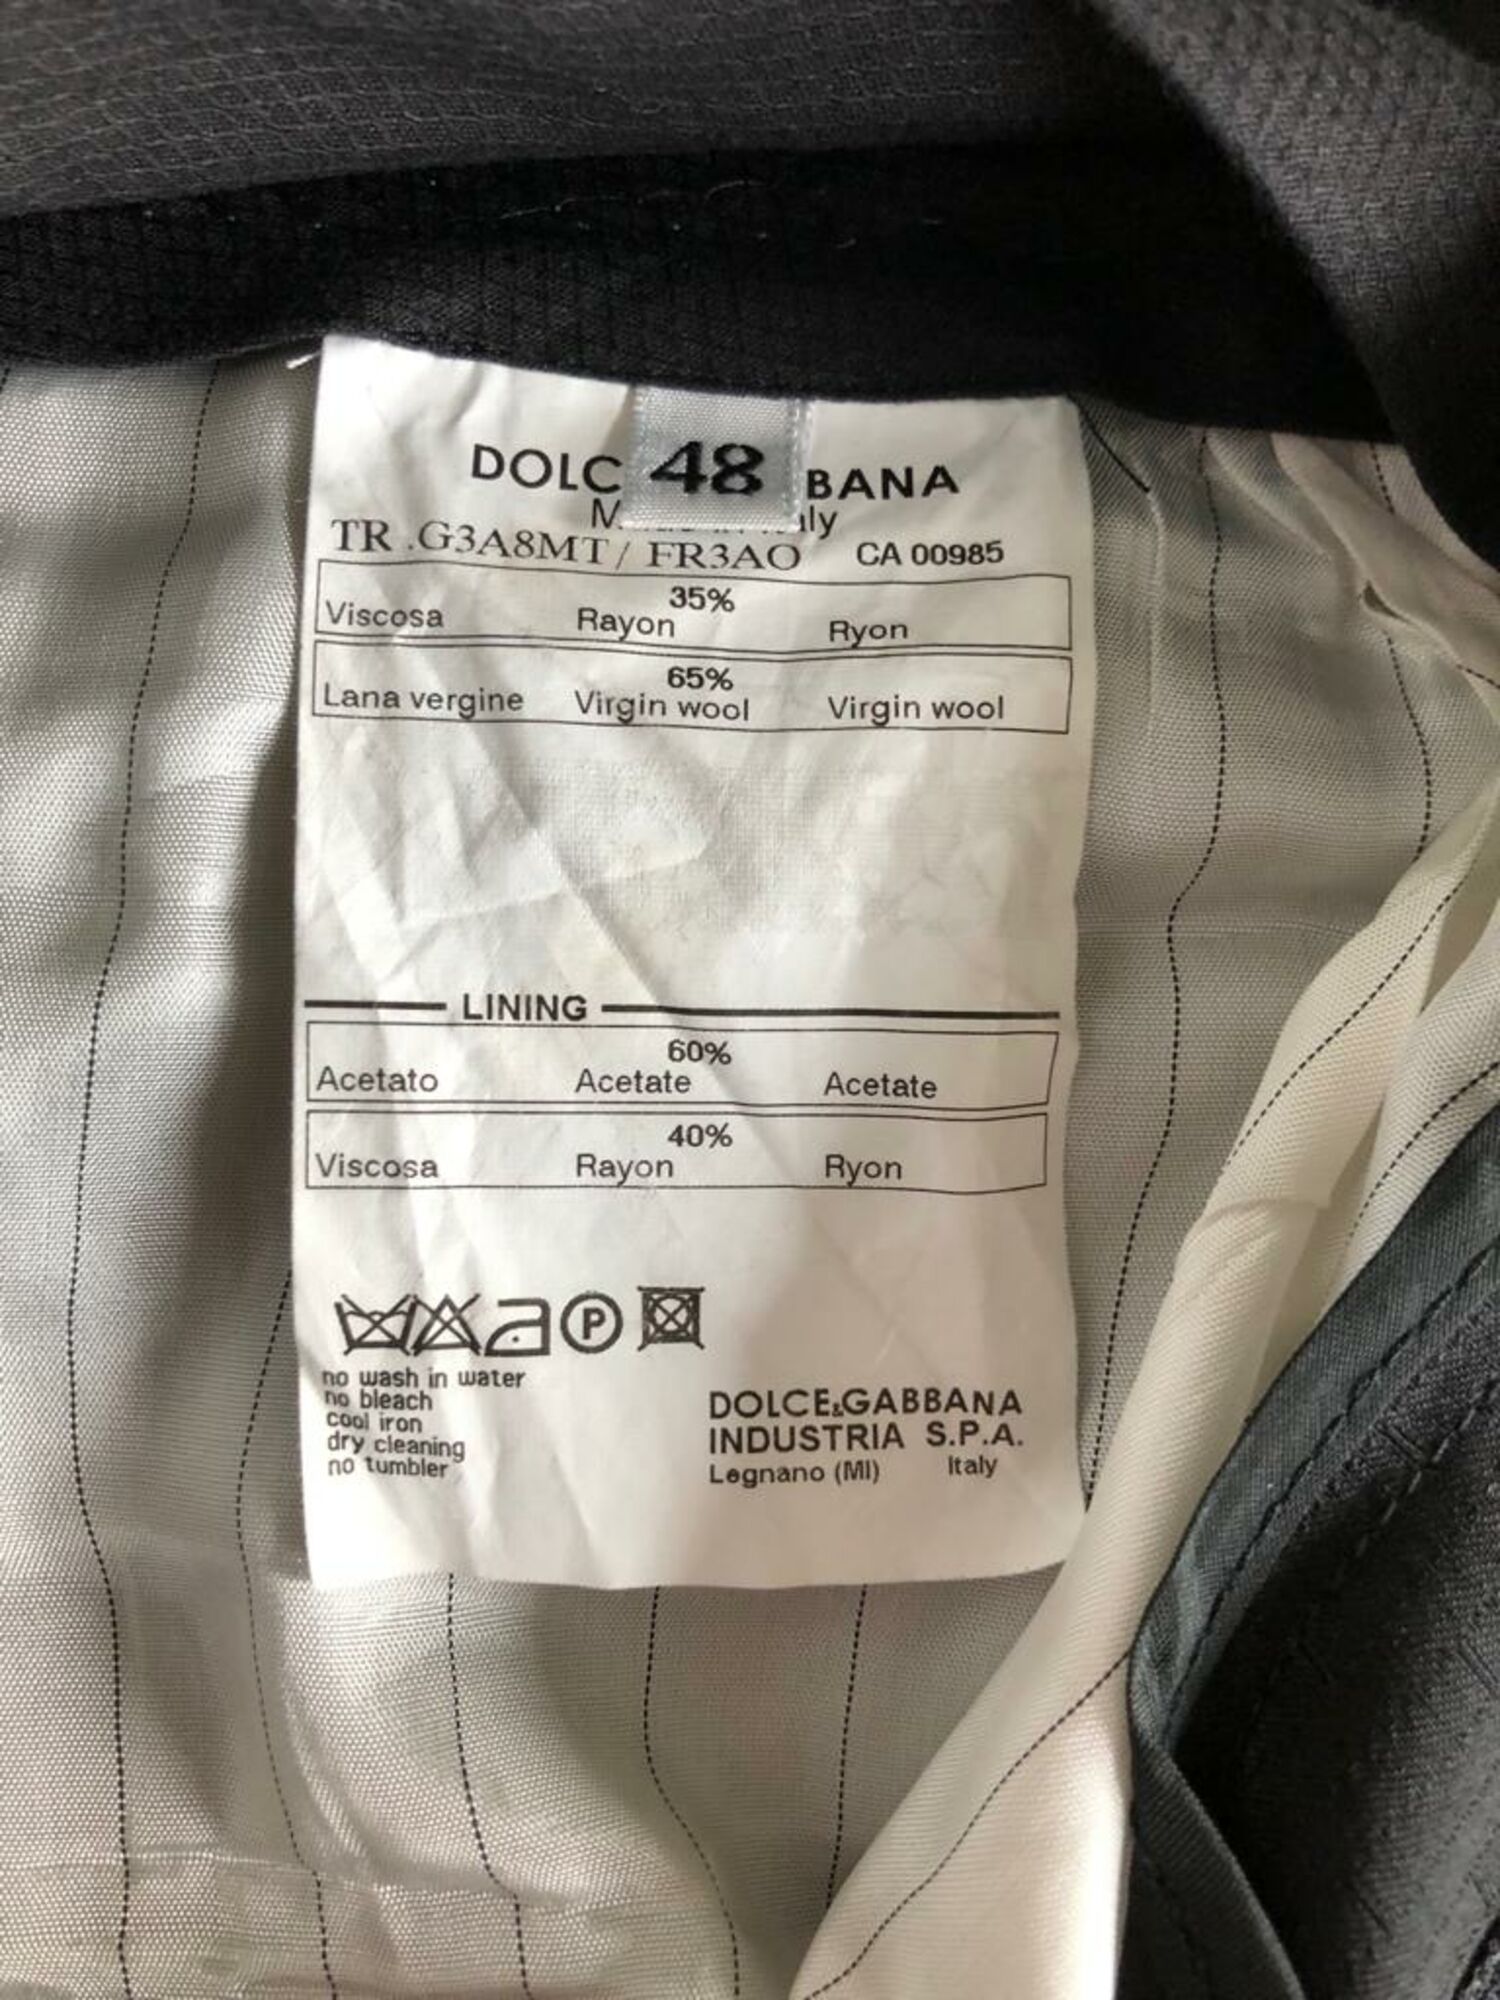 DOLC 48 BANA
TR .G3A8MT / FR3AO CA 00985
35%
Viscosa Rayon Ryon
65%
Lana vergine Virgin wool Virgin wool
LINING
60%
Acetato Acetate Acetate
40%
Viscosa Rayon Ryon
P
no wash in water
no bleach
cool iron
dry cleaning
no tumbler
DOLCE&GABBANA
INDUSTRIA S.P.A.
Legnano (MI) Italy